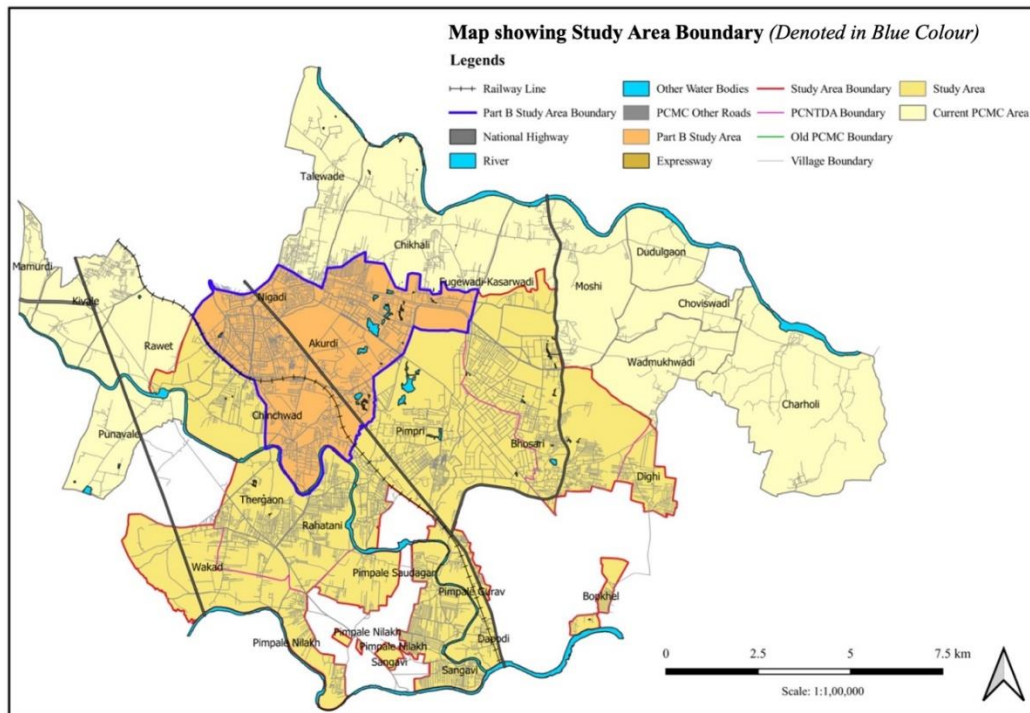 Map showing Study Area Boundary (Denoted in Blue Colour)
Legends
Railway Line
Part B Study Area Boundary
National Highway
River
Other Water Bodies
PCMC Other Roads
Part B Study Area
Expressway
Study Area Boundary
PCNTDA Boundary
Old PCMC Boundary
Village Boundary
Study Area
Current PCMC Area
Talewade
Chikhali
Dudulgaon
Mamurdi
Kivale
Nigadi
Fugewadi-Kasarwadi
Moshi
Choviswadi
Rawet
Akurdi
Wadmukhwadi
Charholi
Chinchwad
Punavale
Pimpri
Bhosari
Dighi
Thergaon
Rahatani
Wakad
Pimpale Saudagar
Pimpale Gurav
Bopkhel
Pimpale Nilakh
Pimpale Nilakh
Pimpale Nilakh
Dapodi
Sangavi
Sangavi
0 2.5 5 7.5 km
Scale: 1:1,00,000